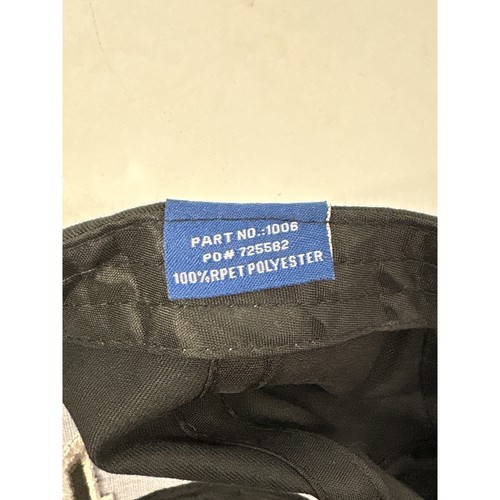 PART NO.:1006
PO# 725582
100%RPET POLYESTER